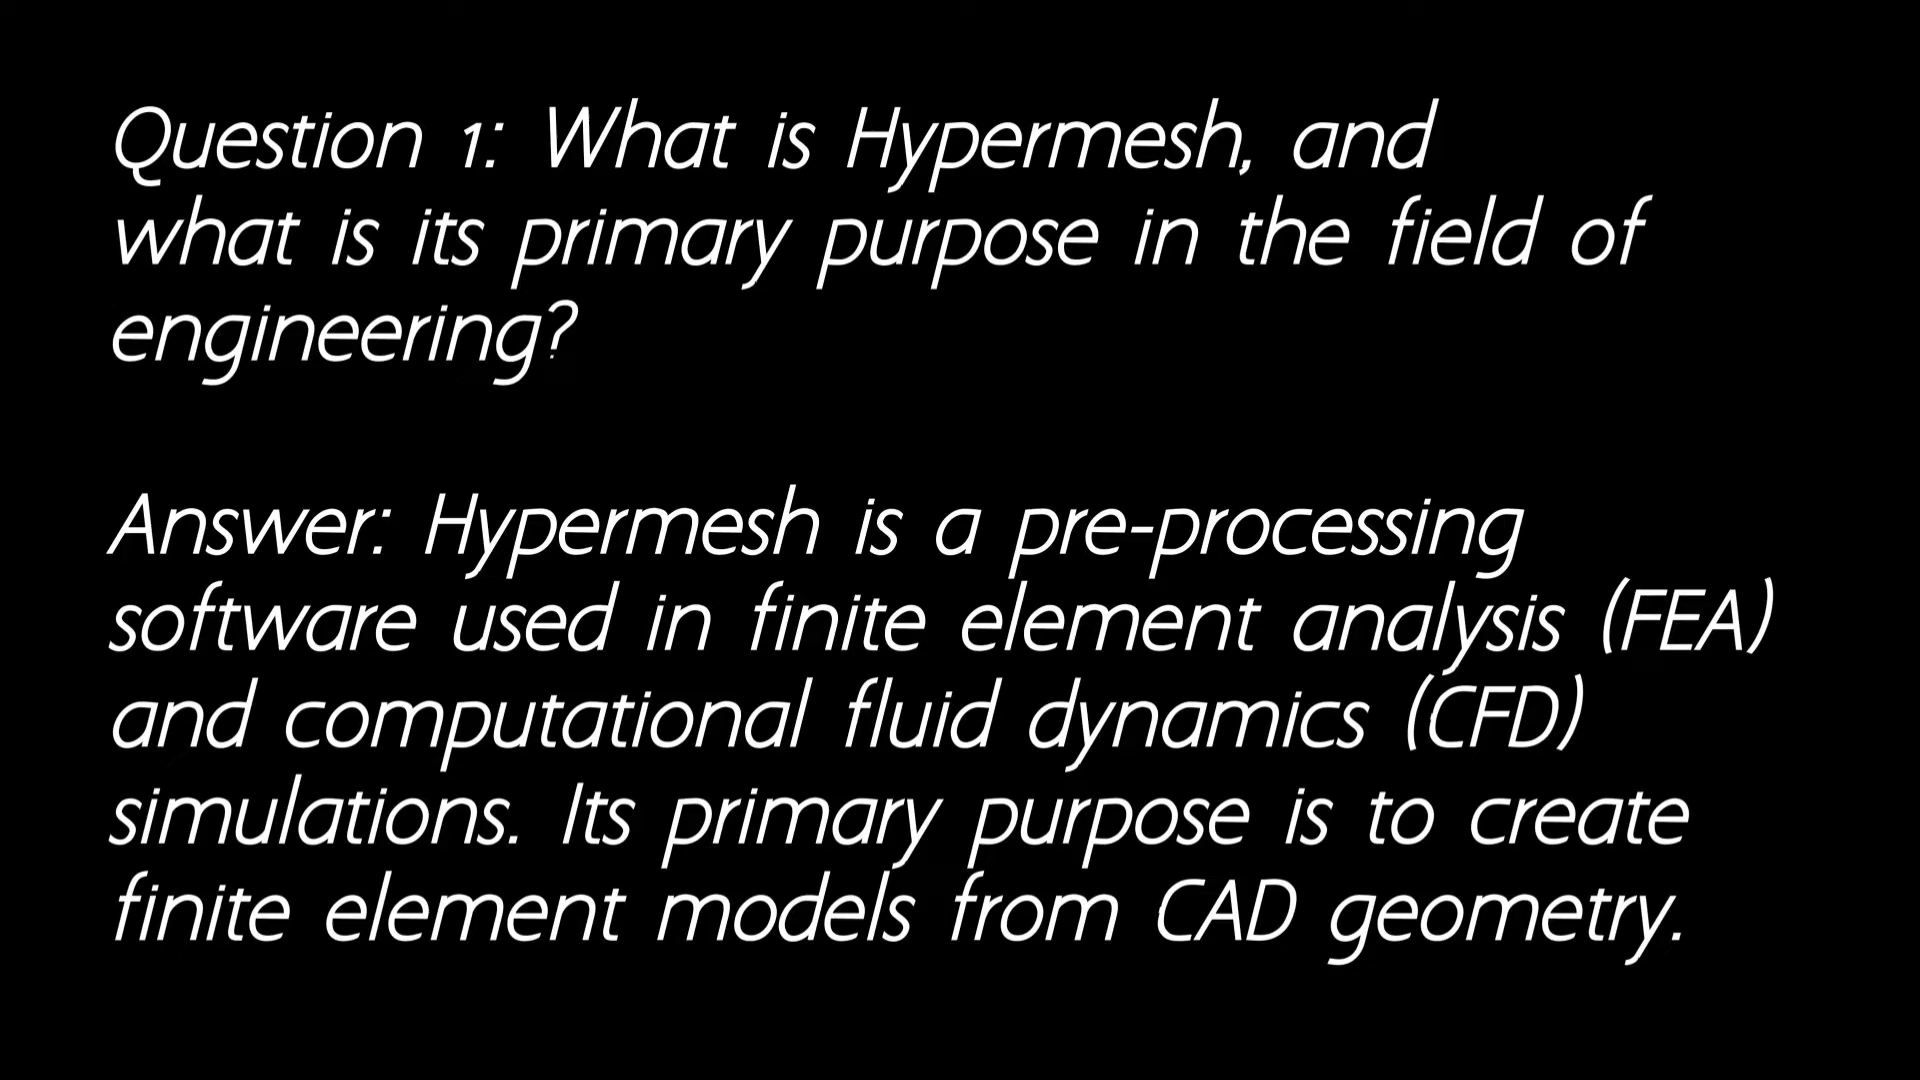 Question 1: What is Hypermesh, and
what is its primary purpose in the field of
engineering?
Answer: Hypermesh is a pre-processing
software used in finite element analysis (FEA)
and computational fluid dynamics (CFD)
simulations. Its primary purpose is to create
finite element models from CAD geometry.